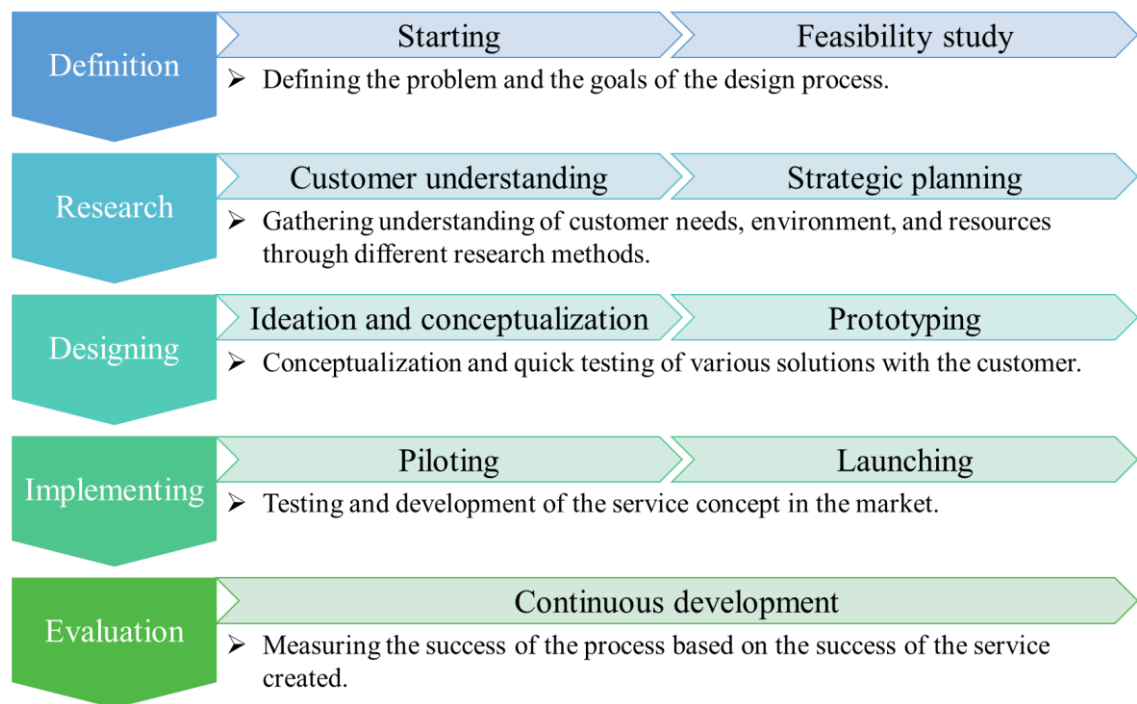 Definition
Starting
Feasibility study
➢ Defining the problem and the goals of the design process.
Research
Customer understanding
Strategic planning
➢ Gathering understanding of customer needs, environment, and resources
through different research methods.
Designing
Ideation and conceptualization
Prototyping
➢ Conceptualization and quick testing of various solutions with the customer.
Implementing
Piloting
Launching
➢ Testing and development of the service concept in the market.
Evaluation
Continuous development
➢ Measuring the success of the process based on the success of the service
created.